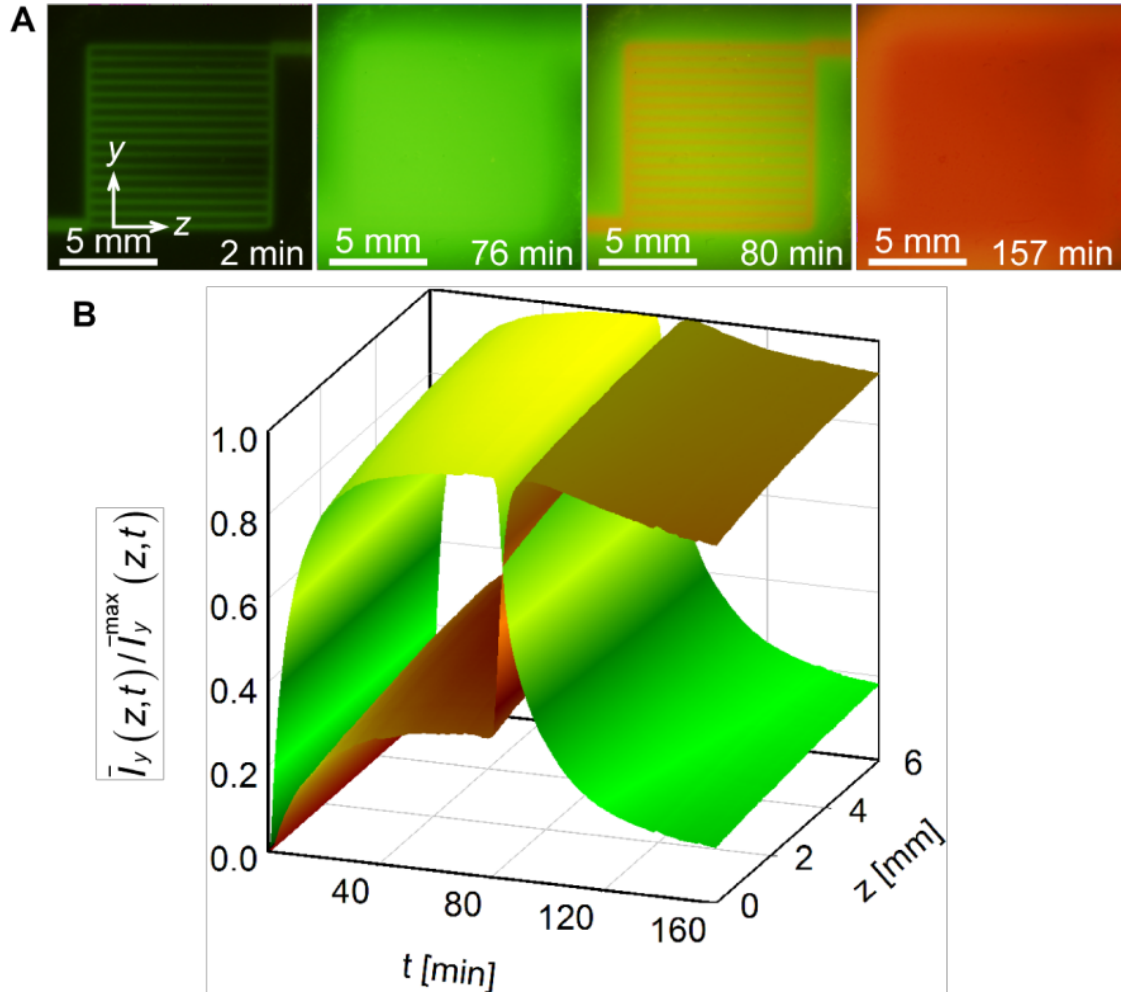 A
y
z
5 mm 2 min
5 mm 76 min
5 mm 80 min
5 mm 157 min
B
1.0
0.8
0.6
0.4
0.2
0.0
Ī_y (z,t) / Ī_y^max (z,t)
40
80
120
160
t [min]
0
2
4
6
z [mm]